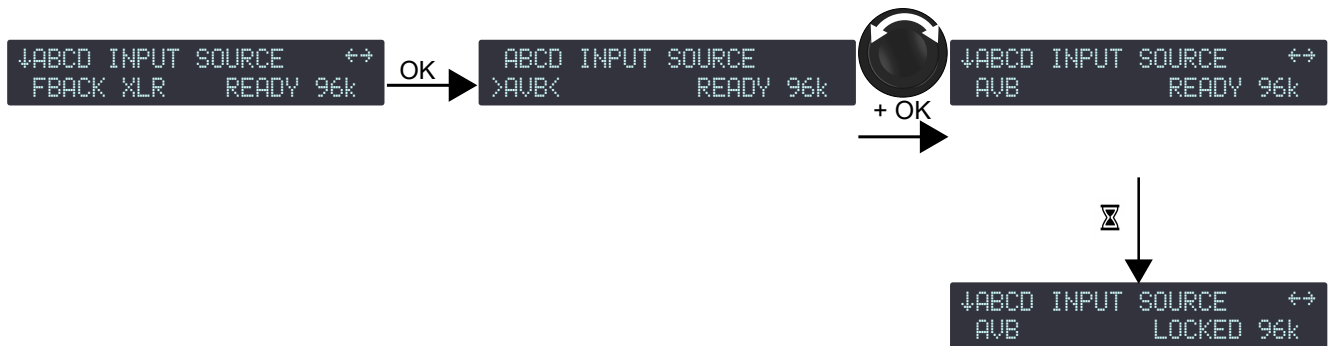 ↓ABCD INPUT SOURCE ←→
FBACK XLR READY 96k
OK
ABCD INPUT SOURCE
>AVB< READY 96k
+ OK
↓ABCD INPUT SOURCE ←→
AVB READY 96k
↓ABCD INPUT SOURCE ←→
AVB LOCKED 96k